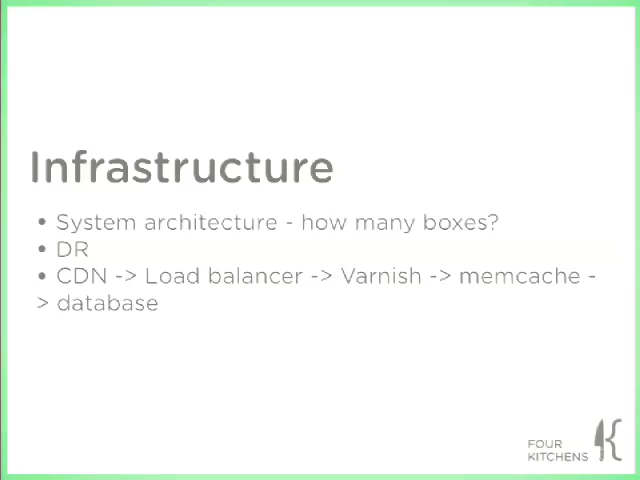 Infrastructure
• System architecture - how many boxes?
• DR
• CDN -> Load balancer -> Varnish -> memcache -
> database
FOUR
KITCHENS